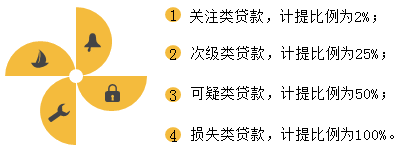 1 关注类贷款，计提比例为2%；
2 次级类贷款，计提比例为25%；
3 可疑类贷款，计提比例为50%；
4 损失类贷款，计提比例为100%。